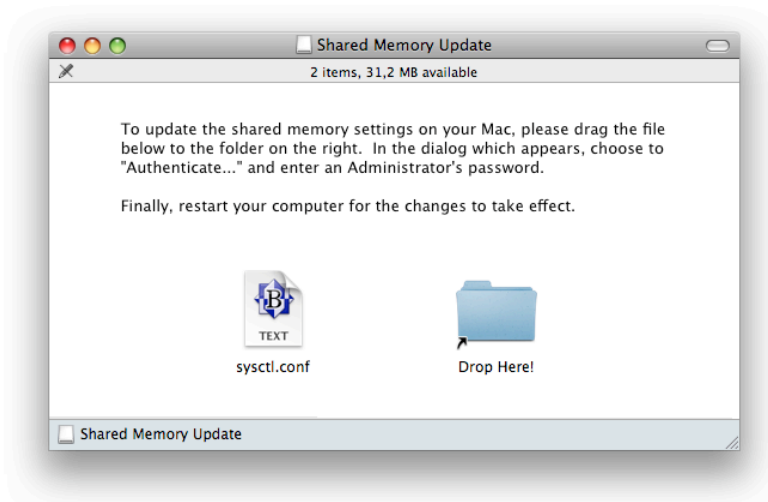 Shared Memory Update
2 items, 31,2 MB available
To update the shared memory settings on your Mac, please drag the file
below to the folder on the right.  In the dialog which appears, choose to
"Authenticate..." and enter an Administrator's password.
Finally, restart your computer for the changes to take effect.
B
TEXT
sysctl.conf
Drop Here!
Shared Memory Update